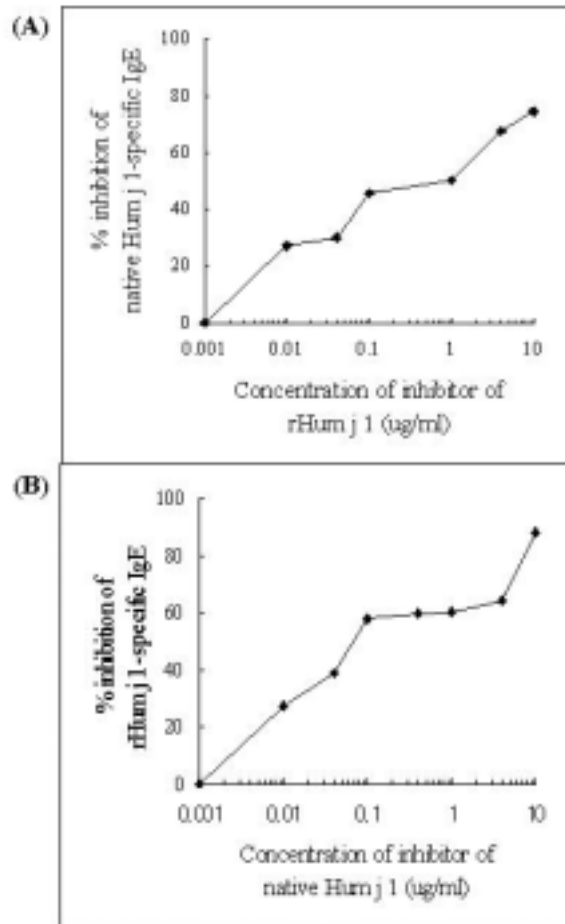 (A)
100
80
60
40
20
0
% inhibition of
native Hum j 1-specific IgE
0.001 0.01 0.1 1 10
Concentration of inhibitor of
rHum j 1 (ug/ml)
(B)
100
80
60
40
20
0
% inhibition of
rHum j 1-specific IgE
0.001 0.01 0.1 1 10
Concentration of inhibitor of
native Hum j 1 (ug/ml)